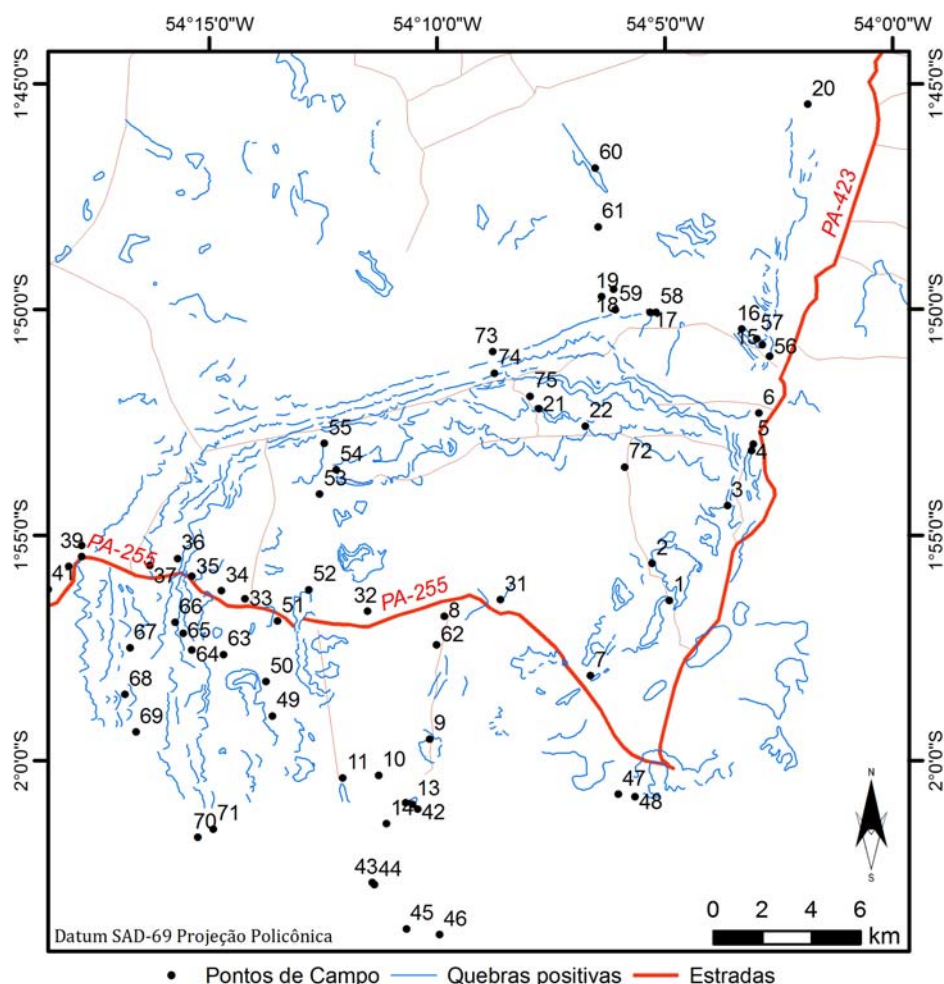 54°15'0"W 54°10'0"W 54°5'0"W 54°0'0"W
1°45'0"S 1°45'0"S
20
60
PA-423
61
19
59 58
1°50'0"S 18 17 1°50'0"S
16 57
15 56
73
74
75
21 22 6
55 5
54 72 4
53 3
1°55'0"S 1°55'0"S
39 PA-255 36 2
41 37 35 34 52 PA-255 31 1
33 51 32 8
66
67 65 63 62
64 7
68 50
69 49 9
2°0'0"S 11 10 2°0'0"S
13 47
14 42 48
70 71
43 44
45 46
N
S
0 2 4 6
km
Datum SAD-69 Projeção Policônica
Pontos de Campo Quebras positivas Estradas